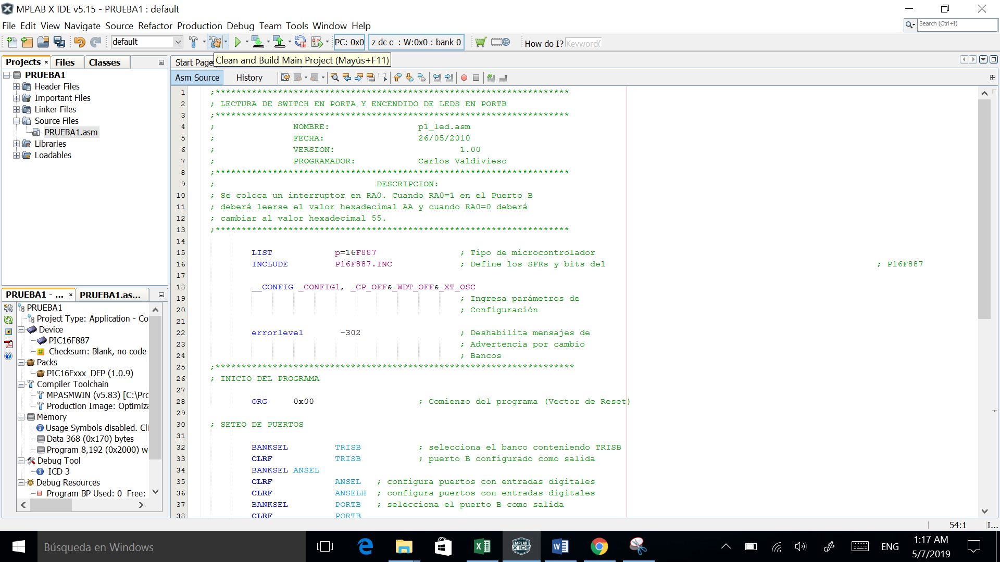 MPLAB X IDE v5.15 - PRUEBA1 : default
File Edit View Navigate Source Refactor Production Debug Team Tools Window Help
Search (Ctrl+I)
default
PC: 0x0
z dc c : W:0x0 : bank 0
How do I?
Clean and Build Main Project (Mayús+F11)
Projects
Files
Classes
PRUEBA1
Header Files
Important Files
Linker Files
Source Files
PRUEBA1.asm
Libraries
Loadables
PRUEBA1 - ...
PRUEBA1.as...
PRUEBA1
Project Type: Application - Co
Device
PIC16F887
Checksum: Blank, no code
Packs
PIC16Fxxx_DFP (1.0.9)
Compiler Toolchain
MPASMWIN (v5.83) [C:\Prc
Production Image: Optimiza
Memory
Usage Symbols disabled. Cli
Data 368 (0x170) bytes
Program 8,192 (0x2000) w
Debug Tool
ICD 3
Debug Resources
Program BP Used: 0 Free:
Start Page
Asm Source
History
1 ;********************************************************************
2 ; LECTURA DE SWITCH EN PORTA Y ENCENDIDO DE LEDS EN PORTB
3 ;********************************************************************
4 ; NOMBRE: p1_led.asm
5 ; FECHA: 26/05/2010
6 ; VERSION: 1.00
7 ; PROGRAMADOR: Carlos Valdivieso
8 ;********************************************************************
9 ; DESCRIPCION:
10 ; Se coloca un interruptor en RA0. Cuando RA0=1 en el Puerto B
11 ; deberá leerse el valor hexadecimal AA y cuando RA0=0 deberá
12 ; cambiar al valor hexadecimal 55.
13 ;********************************************************************
14
15 LIST p=16F887 ; Tipo de microcontrolador
16 INCLUDE P16F887.INC ; Define los SFRs y bits del ; P16F887
17
18 __CONFIG _CONFIG1, _CP_OFF&_WDT_OFF&_XT_OSC
19 ; Ingresa parámetros de
20 ; Configuración
21
22 errorlevel -302 ; Deshabilita mensajes de
23 ; Advertencia por cambio
24 ; Bancos
25 ;*********************************************************************
26 ; INICIO DEL PROGRAMA
27
28 ORG 0x00 ; Comienzo del programa (Vector de Reset)
29
30 ; SETEO DE PUERTOS
31
32 BANKSEL TRISB ; selecciona el banco conteniendo TRISB
33 CLRF TRISB ; puerto B configurado como salida
34 BANKSEL ANSEL
35 CLRF ANSEL ; configura puertos con entradas digitales
36 CLRF ANSELH ; configura puertos con entradas digitales
37 BANKSEL PORTB ; selecciona el puerto B como salida
38 CLRF PORTB
54:1
I...
Búsqueda en Windows
ENG
1:17 AM
5/7/2019